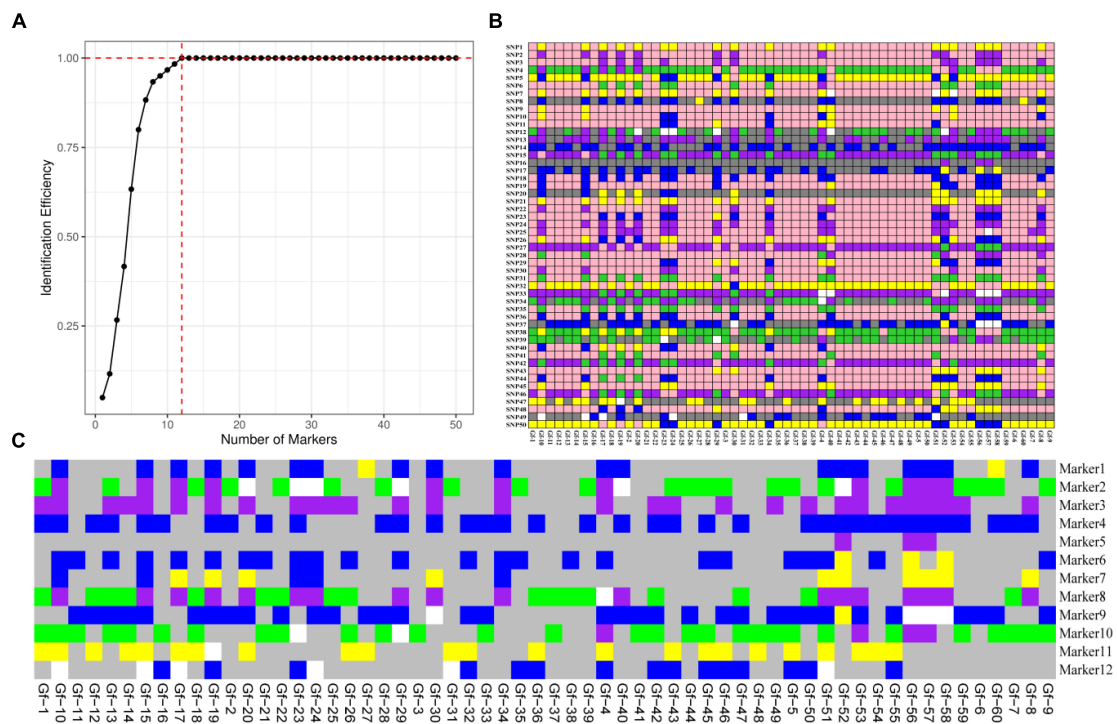 A
B
1.00
0.75
0.50
0.25
Identification Efficiency
0
10
20
30
40
50
Number of Markers
SNP1
SNP2
SNP3
SNP4
SNP5
SNP6
SNP7
SNP8
SNP9
SNP10
SNP11
SNP12
SNP13
SNP14
SNP15
SNP16
SNP17
SNP18
SNP19
SNP20
SNP21
SNP22
SNP23
SNP24
SNP25
SNP26
SNP27
SNP28
SNP29
SNP30
SNP31
SNP32
SNP33
SNP34
SNP35
SNP36
SNP37
SNP38
SNP39
SNP40
SNP41
SNP42
SNP43
SNP44
SNP45
SNP46
SNP47
SNP48
SNP49
SNP50
C
Marker1
Marker2
Marker3
Marker4
Marker5
Marker6
Marker7
Marker8
Marker9
Marker10
Marker11
Marker12
Gf−1
Gf−10
Gf−11
Gf−12
Gf−13
Gf−14
Gf−15
Gf−16
Gf−17
Gf−18
Gf−19
Gf−2
Gf−20
Gf−21
Gf−22
Gf−23
Gf−24
Gf−25
Gf−26
Gf−27
Gf−28
Gf−29
Gf−3
Gf−30
Gf−31
Gf−32
Gf−33
Gf−34
Gf−35
Gf−36
Gf−37
Gf−38
Gf−39
Gf−4
Gf−40
Gf−41
Gf−42
Gf−43
Gf−44
Gf−45
Gf−46
Gf−47
Gf−48
Gf−49
Gf−5
Gf−50
Gf−51
Gf−52
Gf−53
Gf−54
Gf−55
Gf−56
Gf−57
Gf−58
Gf−59
Gf−6
Gf−60
Gf−7
Gf−8
Gf−9